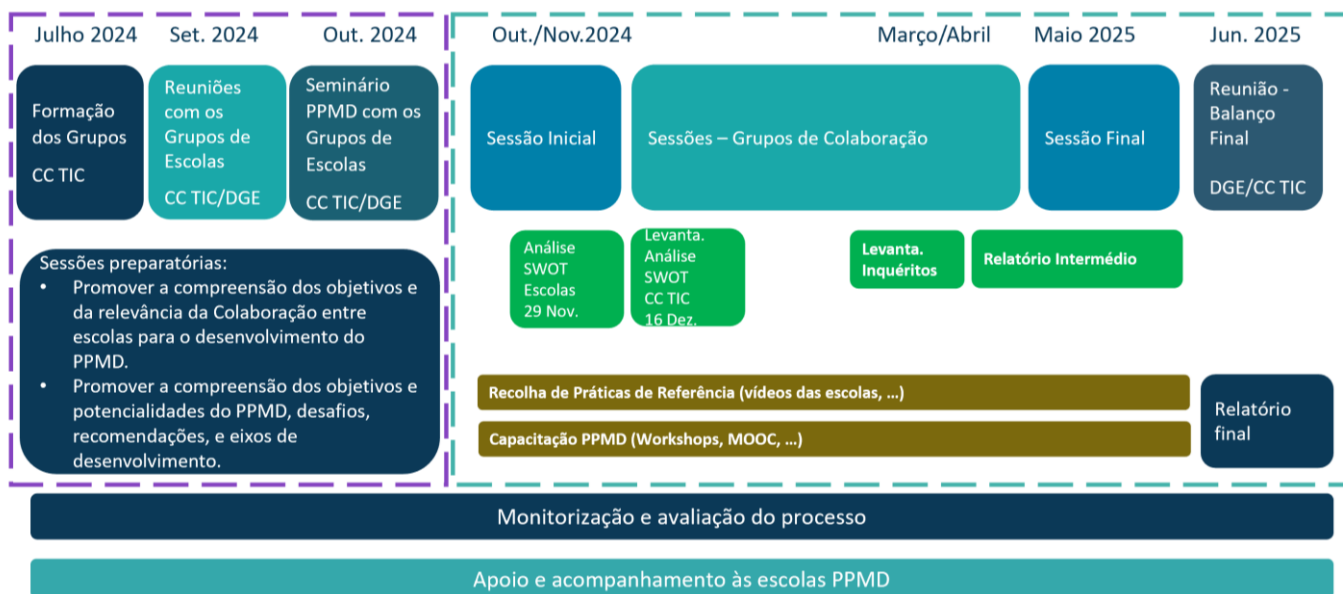 Julho 2024
Set. 2024
Out. 2024
Out./Nov.2024
Março/Abril
Maio 2025
Jun. 2025
Formação
dos Grupos
CC TIC
Reuniões
com os
Grupos de
Escolas
CC TIC/DGE
Seminário
PPMD com os
Grupos de
Escolas
CC TIC/DGE
Sessão Inicial
Sessões – Grupos de Colaboração
Sessão Final
Reunião -
Balanço
Final
DGE/CC TIC
Sessões preparatórias:
• Promover a compreensão dos objetivos e
da relevância da Colaboração entre
escolas para o desenvolvimento do
PPMD.
• Promover a compreensão dos objetivos e
potencialidades do PPMD, desafios,
recomendações, e eixos de
desenvolvimento.
Análise
SWOT
Escolas
29 Nov.
Levanta.
Análise
SWOT
CC TIC
16 Dez.
Levanta.
Inquéritos
Relatório Intermédio
Recolha de Práticas de Referência (vídeos das escolas, ...)
Capacitação PPMD (Workshops, MOOC, ...)
Relatório
final
Monitorização e avaliação do processo
Apoio e acompanhamento às escolas PPMD